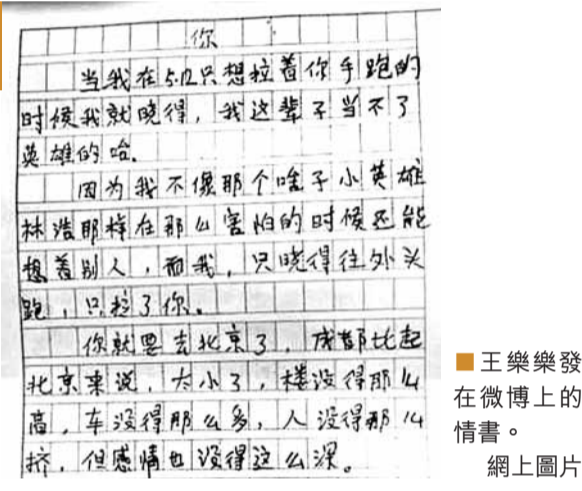 你
当我在5.12只想拉着你手跑的
时候我就晓得，我这辈子当不了
英雄的哈.
因为我不像那个啥子小英雄
林浩那样在那么害怕的时候还能
想着别人，而我，只晓得往外头
跑，只拉了你。
你就要去北京了，成都比起
北京来说，太小了，楼没得那么
高，车没得那么多，人没得那么
挤，但感情也没得这么深。
■王樂樂發
在微博上的
情書。
網上圖片